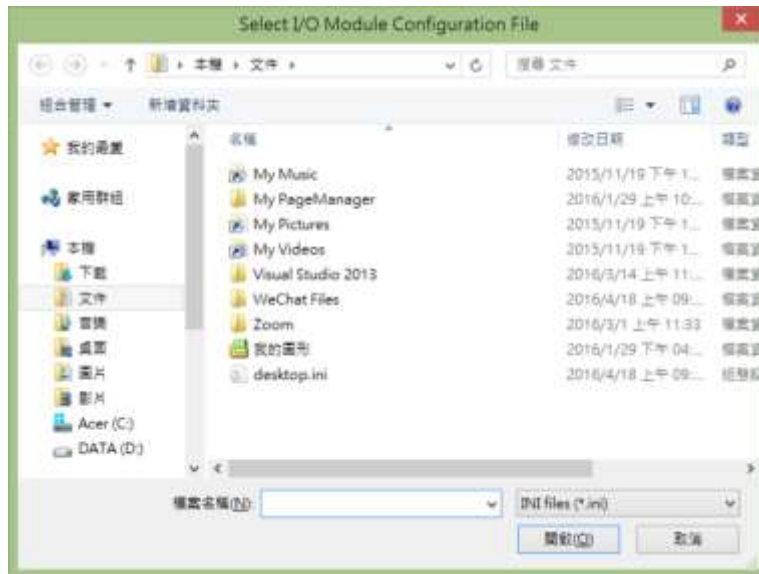 Select I/O Module Configuration File
本機 ▸ 文件 ▸
搜尋 文件
組合管理 新增資料夾
名稱 修改日期 類型
我的最愛
家用群組
本機
下載
文件
音樂
桌面
圖片
影片
Acer (C:)
DATA (D:)
My Music 2015/11/19 下午 1...
My PageManager 2016/1/29 上午 10:...
My Pictures 2015/11/19 下午 1...
My Videos 2015/11/19 下午 1...
Visual Studio 2013 2016/3/14 上午 11:...
WeChat Files 2016/4/18 上午 09:...
Zoom 2016/3/1 上午 11:33
我的圖形 2016/1/29 下午 04:...
desktop.ini 2016/4/18 上午 09:...
檔案名稱(N):
INI files (*.ini)
開啟(O) 取消